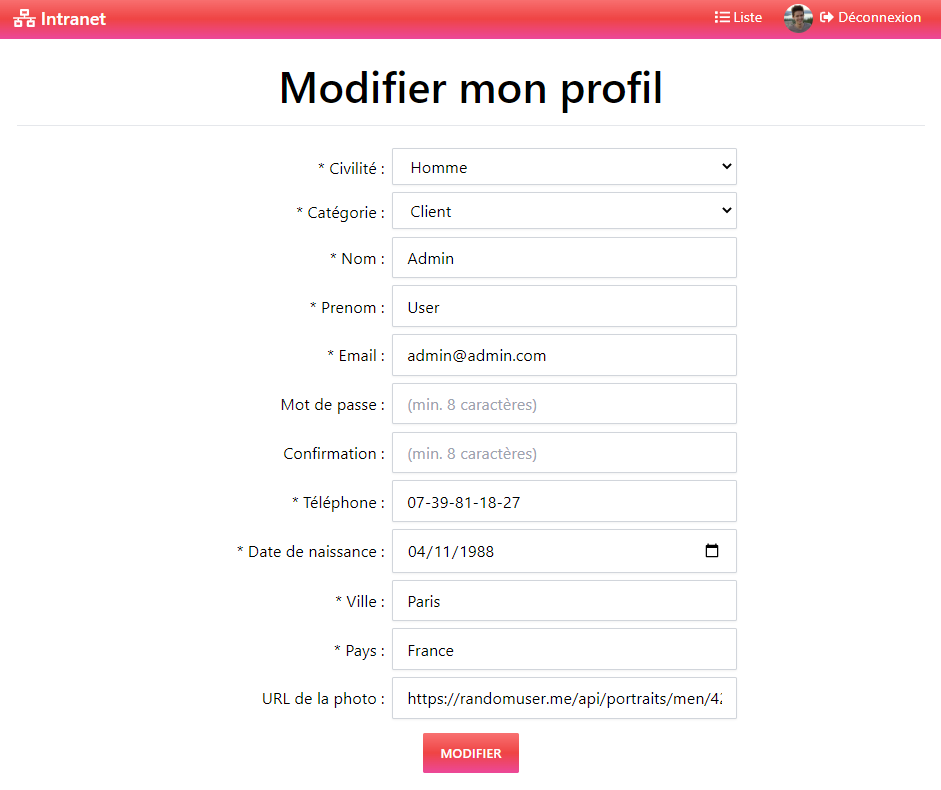 Intranet Liste Déconnexion
Modifier mon profil
* Civilité : Homme
* Catégorie : Client
* Nom : Admin
* Prenom : User
* Email : admin@admin.com
Mot de passe : (min. 8 caractères)
Confirmation : (min. 8 caractères)
* Téléphone : 07-39-81-18-27
* Date de naissance : 04/11/1988
* Ville : Paris
* Pays : France
URL de la photo : https://randomuser.me/api/portraits/men/4
MODIFIER